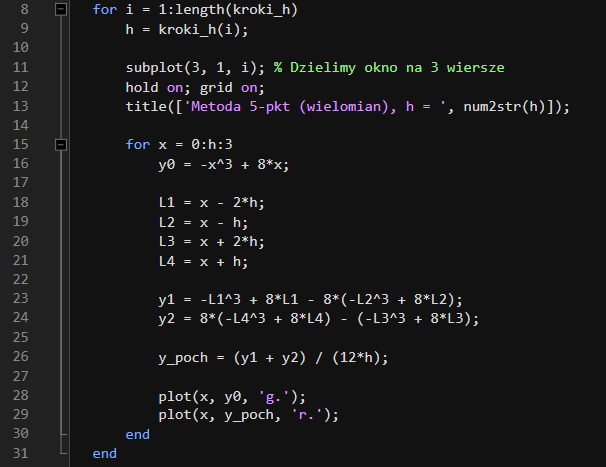 8 for i = 1:length(kroki_h)
9 h = kroki_h(i);
10
11 subplot(3, 1, i); % Dzielimy okno na 3 wiersze
12 hold on; grid on;
13 title(['Metoda 5-pkt (wielomian), h = ', num2str(h)]);
14
15 for x = 0:h:3
16 y0 = -x^3 + 8*x;
17
18 L1 = x - 2*h;
19 L2 = x - h;
20 L3 = x + 2*h;
21 L4 = x + h;
22
23 y1 = -L1^3 + 8*L1 - 8*(-L2^3 + 8*L2);
24 y2 = 8*(-L4^3 + 8*L4) - (-L3^3 + 8*L3);
25
26 y_poch = (y1 + y2) / (12*h);
27
28 plot(x, y0, 'g.');
29 plot(x, y_poch, 'r.');
30 end
31 end